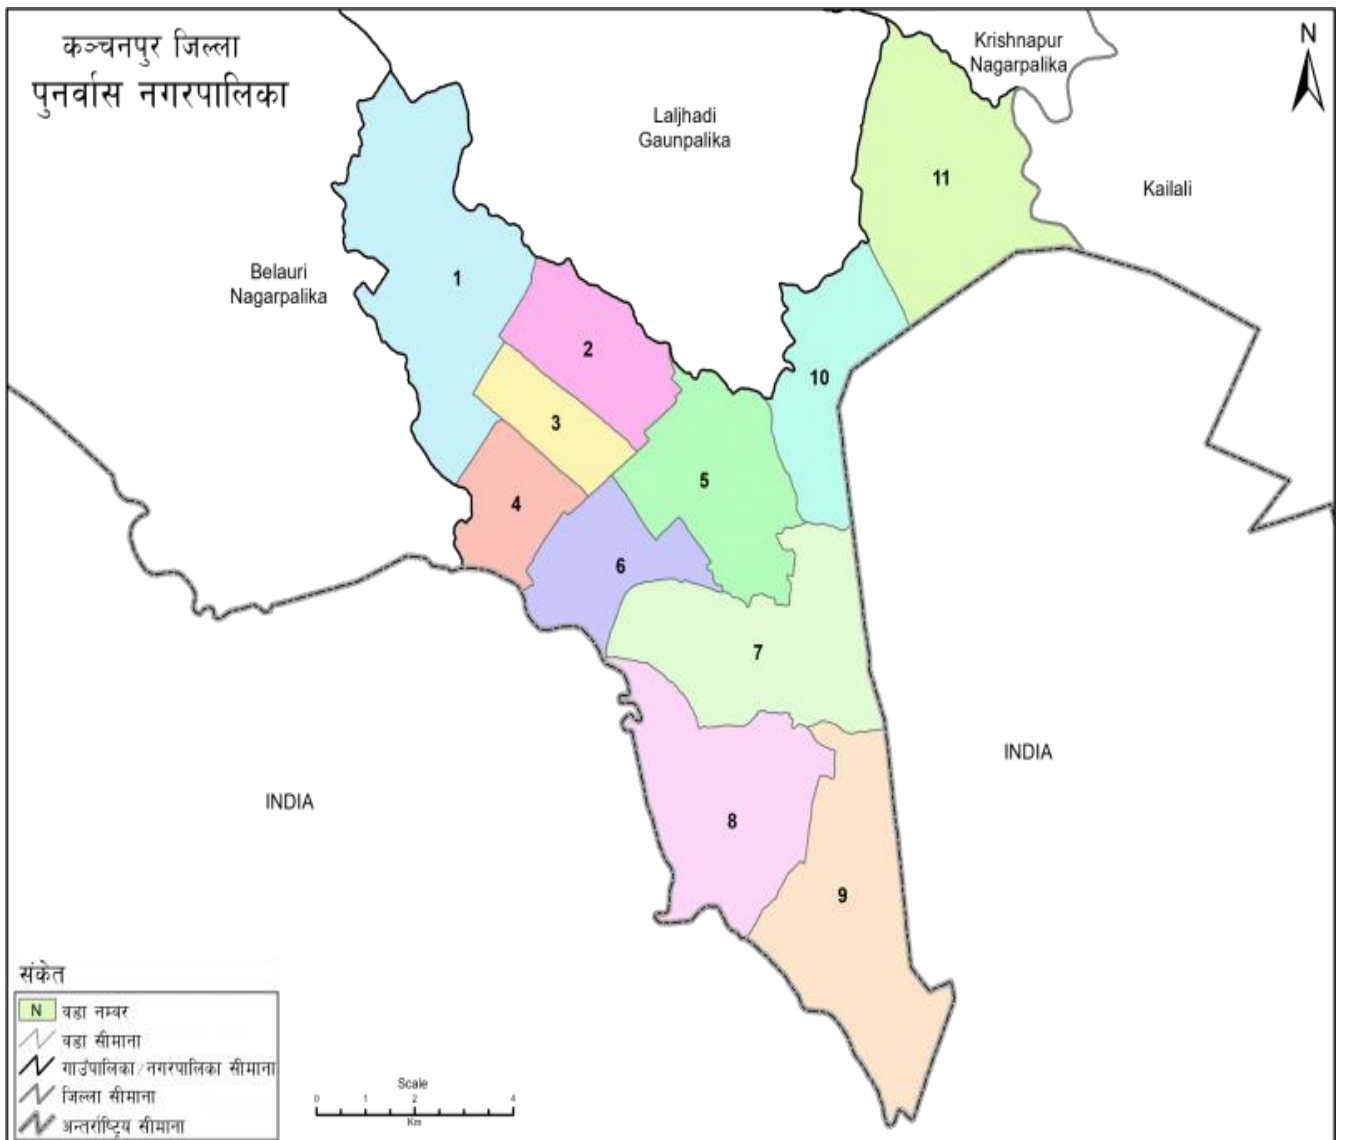 कञ्चनपुर जिल्ला
पुनर्वास नगरपालिका
Krishnapur
Nagarpalika
N
Laljhadi
Gaunpalika
11
Kailali
Belauri
Nagarpalika
1
2
10
3
5
4
6
7
INDIA
INDIA
8
9
संकेत
N वडा नम्वर
वडा सीमाना
गाउँपालिका/नगरपालिका सीमाना
जिल्ला सीमाना
अन्तर्राष्ट्रिय सीमाना
Scale
0 1 2 4
Km